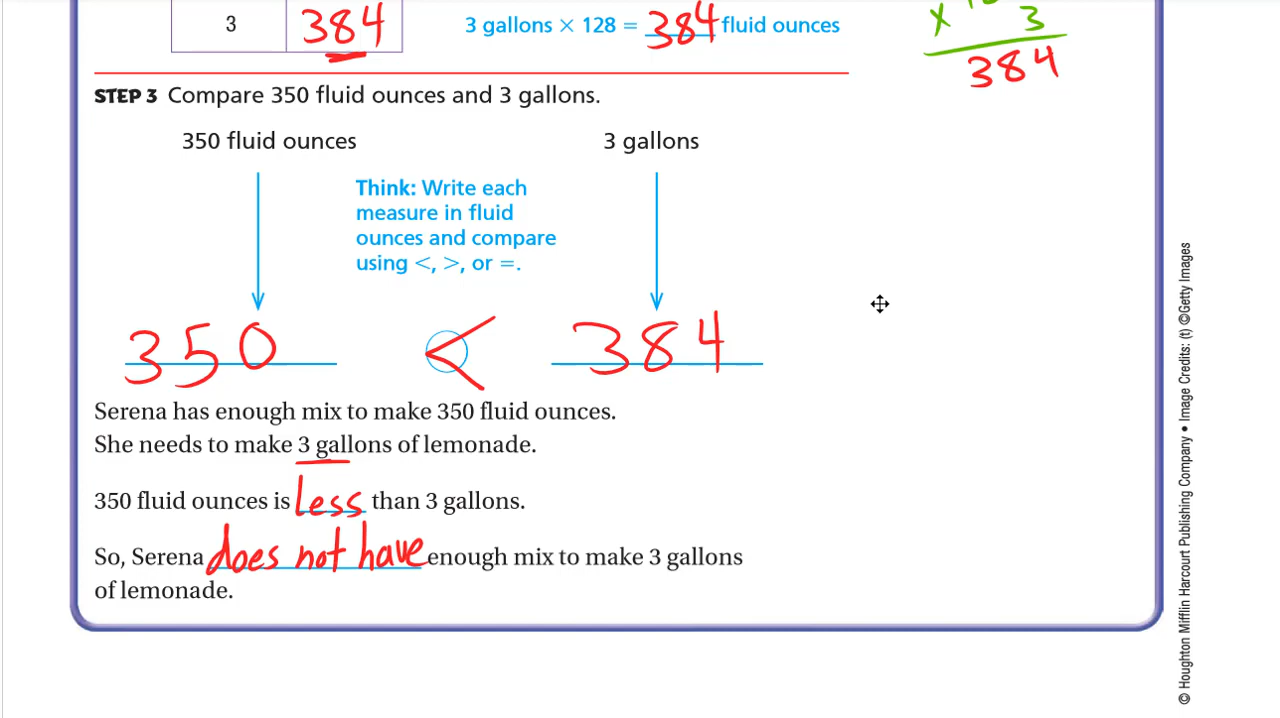 3 384 3 gallons × 128 = 384 fluid ounces
× 3
384
STEP 3 Compare 350 fluid ounces and 3 gallons.
350 fluid ounces 3 gallons
Think: Write each
measure in fluid
ounces and compare
using <, >, or =.
350 < 384
Serena has enough mix to make 350 fluid ounces.
She needs to make 3 gallons of lemonade.
350 fluid ounces is less than 3 gallons.
So, Serena does not have enough mix to make 3 gallons
of lemonade.
© Houghton Mifflin Harcourt Publishing Company • Image Credits: (t) ©Getty Images